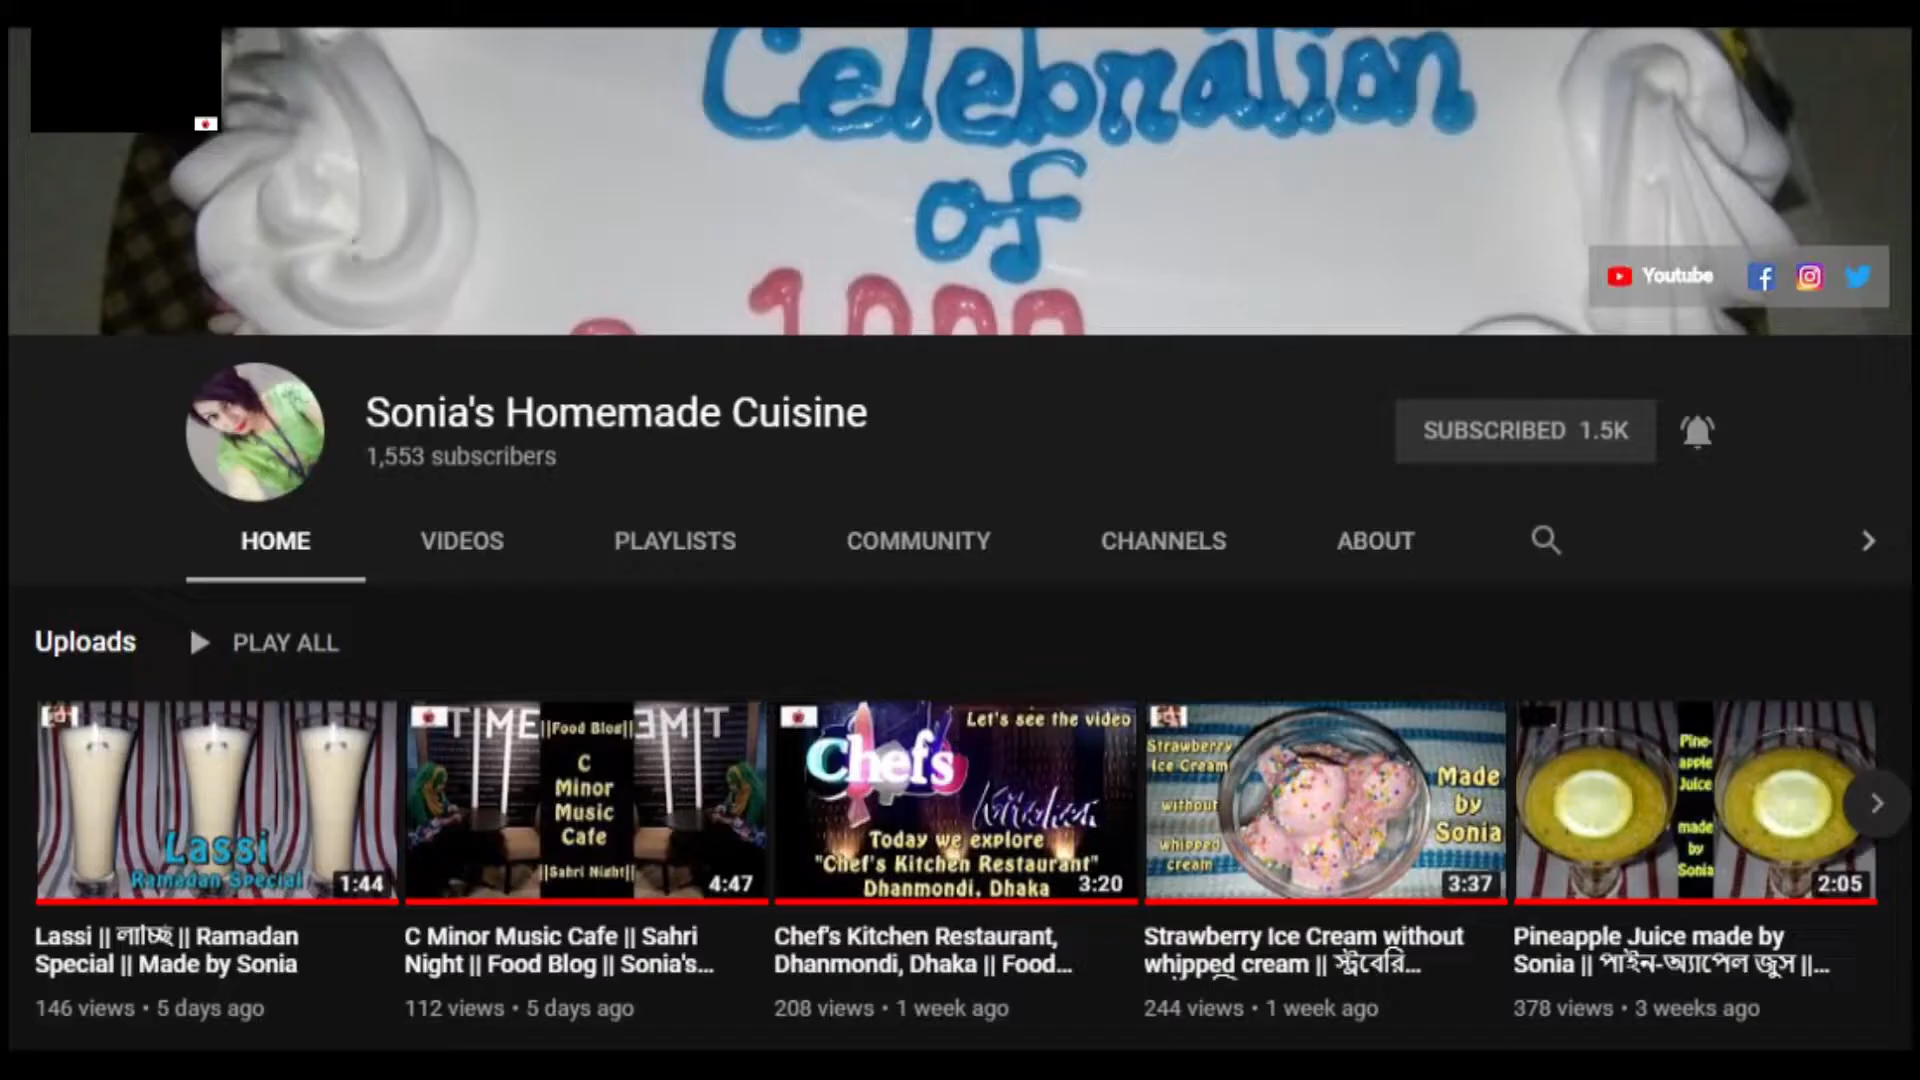 Celebration
of
1000
Youtube
Sonia's Homemade Cuisine
1,553 subscribers
SUBSCRIBED 1.5K
HOME VIDEOS PLAYLISTS COMMUNITY CHANNELS ABOUT
Uploads PLAY ALL
Lassi
Ramadan Special
1:44
TIME
||Food Blog||
C
Minor
Music
Cafe
||Sahri Night||
4:47
Let's see the video
Chef's
Kitchen
Today we explore
"Chef's Kitchen Restaurant"
Dhanmondi, Dhaka
3:20
Strawberry
Ice Cream
without
whipped
cream
Made
by
Sonia
3:37
Pine-
apple
Juice
made
by
Sonia
2:05
Lassi || লাচ্ছি || Ramadan
Special || Made by Sonia
146 views • 5 days ago
C Minor Music Cafe || Sahri
Night || Food Blog || Sonia's...
112 views • 5 days ago
Chef's Kitchen Restaurant,
Dhanmondi, Dhaka || Food...
208 views • 1 week ago
Strawberry Ice Cream without
whipped cream || স্ট্রবেরি...
244 views • 1 week ago
Pineapple Juice made by
Sonia || পাইন-অ্যাপেল জুস ||...
378 views • 3 weeks ago